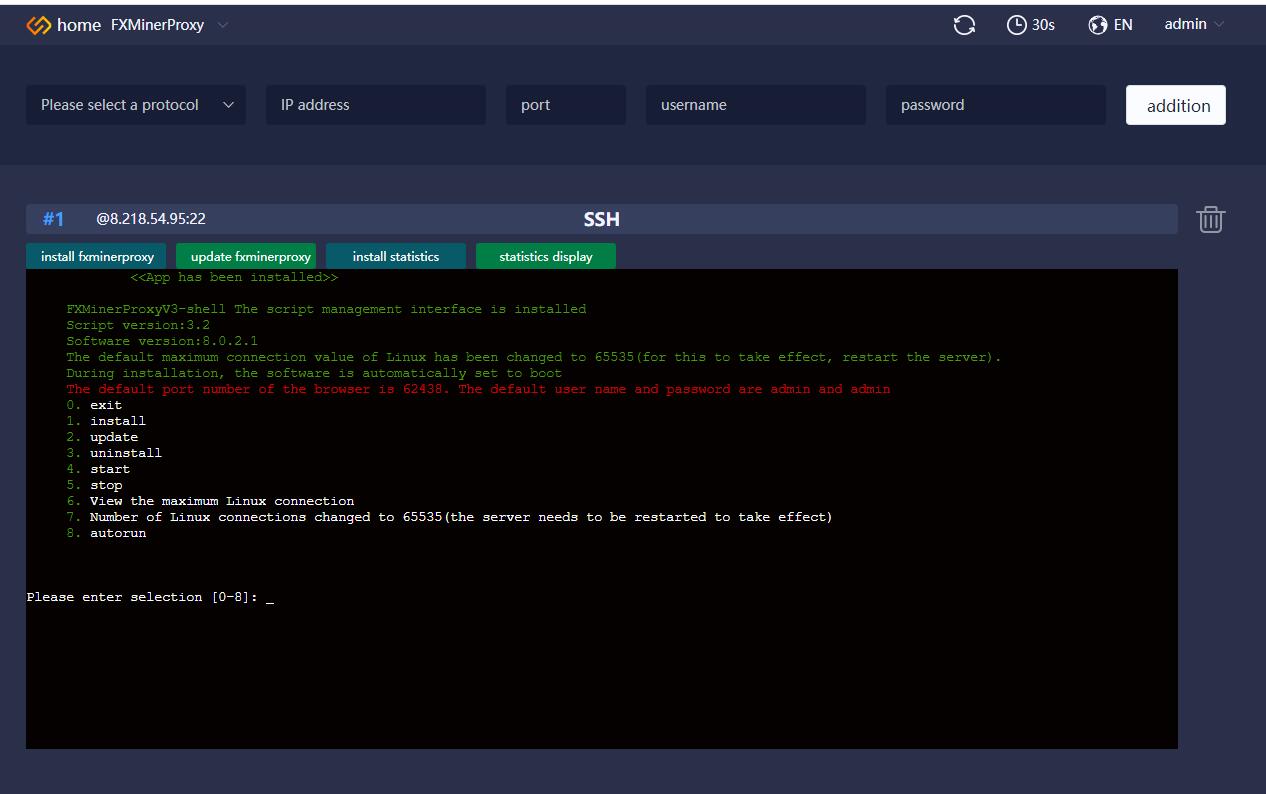 home FXMinerProxy 30s EN admin
Please select a protocol IP address port username password addition
#1 @8.218.54.95:22 SSH
install fxminerproxy update fxminerproxy install statistics statistics display
<<App has been installed>>
FXMinerProxyV3-shell The script management interface is installed
Script version:3.2
Software version:8.0.2.1
The default maximum connection value of Linux has been changed to 65535(for this to take effect, restart the server).
During installation, the software is automatically set to boot
The default port number of the browser is 62438. The default user name and password are admin and admin
0. exit
1. install
2. update
3. uninstall
4. start
5. stop
6. View the maximum Linux connection
7. Number of Linux connections changed to 65535(the server needs to be restarted to take effect)
8. autorun
Please enter selection [0-8]: _